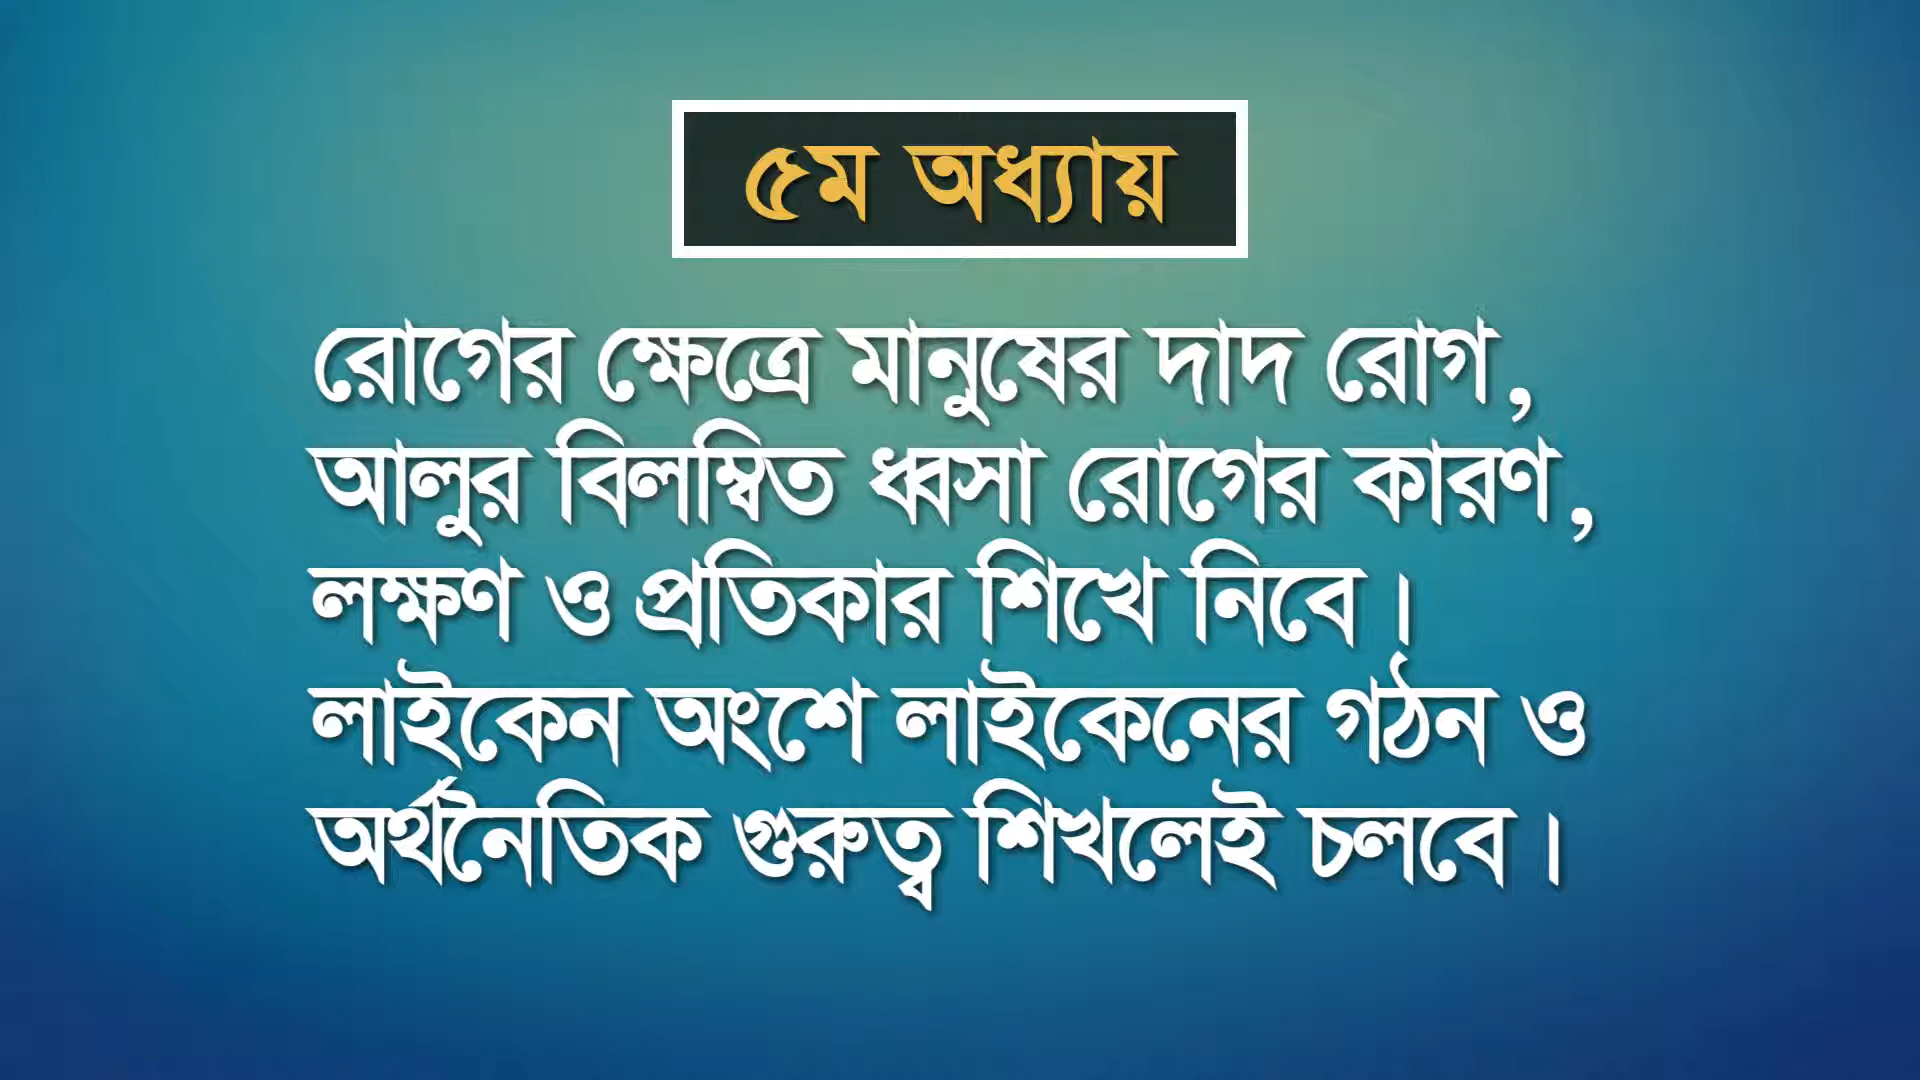 ৫ম অধ্যায়
রোগের ক্ষেত্রে মানুষের দাদ রোগ,
আলুর বিলম্বিত ধ্বসা রোগের কারণ,
লক্ষণ ও প্রতিকার শিখে নিবে।
লাইকেন অংশে লাইকেনের গঠন ও
অর্থনৈতিক গুরুত্ব শিখলেই চলবে।